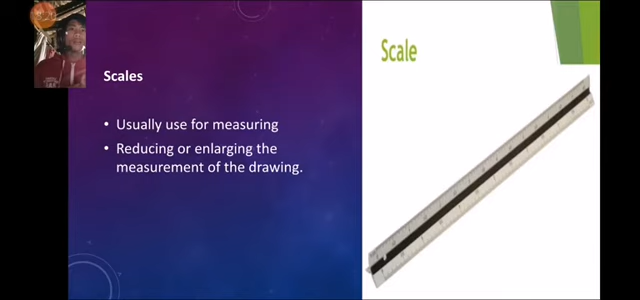 Scales
• Usually use for measuring
• Reducing or enlarging the
measurement of the drawing.
Scale